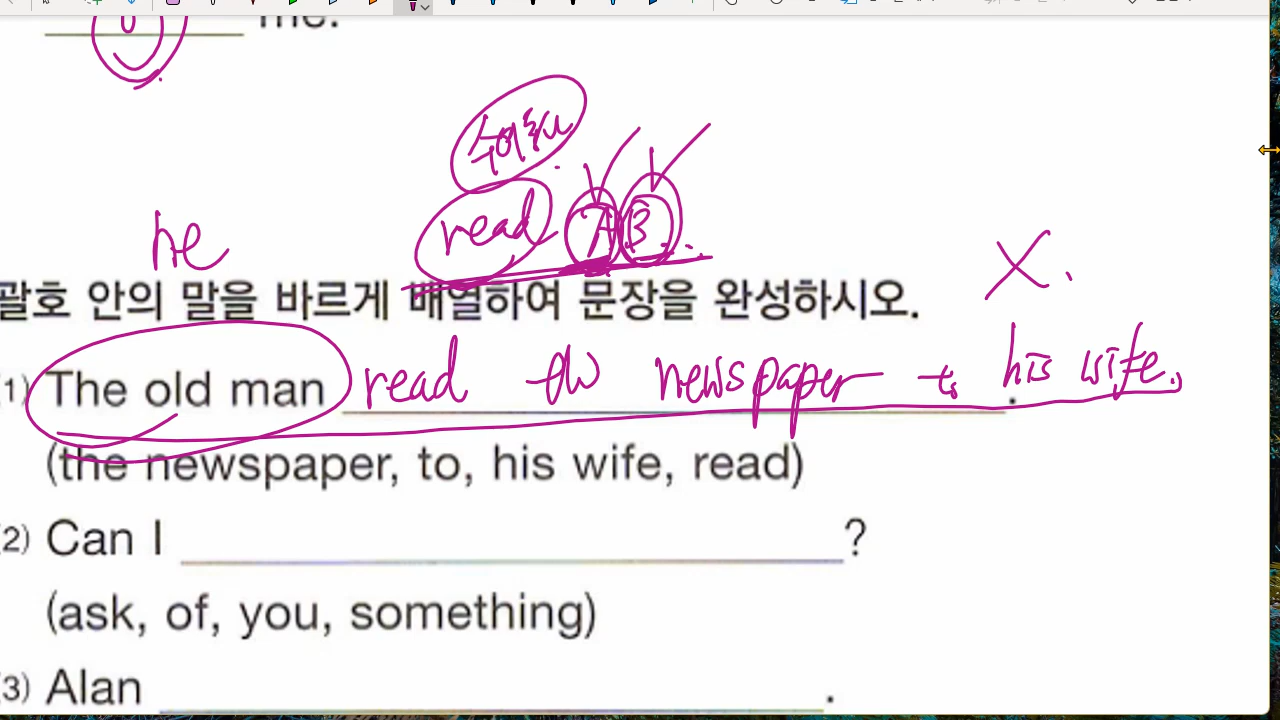 me.
수여동사
read
he
괄호 안의 말을 바르게 배열하여 문장을 완성하시오.
(1) The old man read the newspaper to his wife.
(the newspaper, to, his wife, read)
(2) Can I ?
(ask, of, you, something)
(3) Alan .